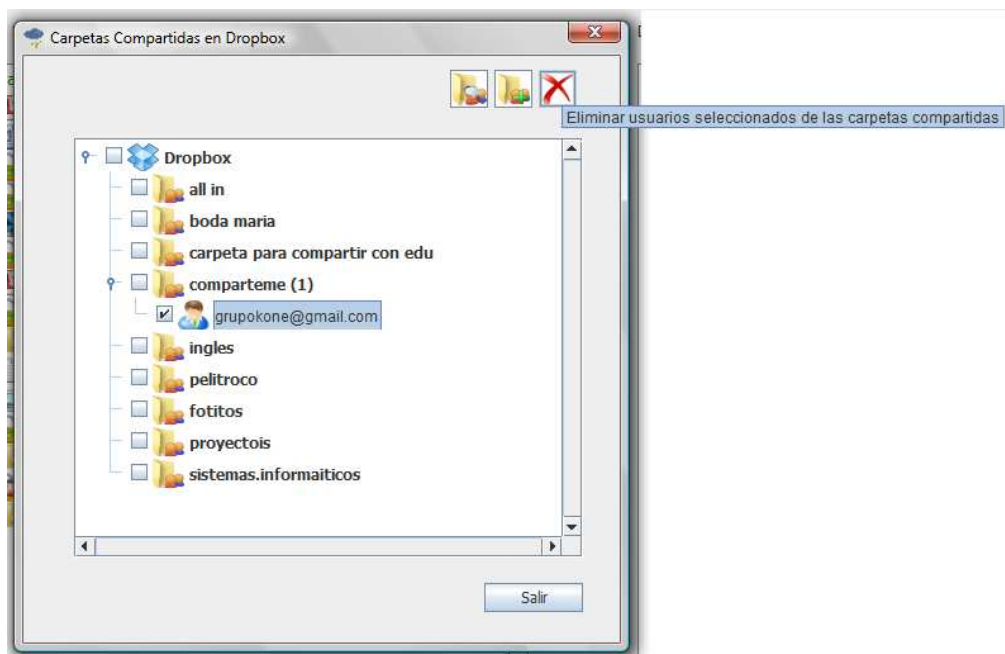 Carpetas Compartidas en Dropbox
Eliminar usuarios seleccionados de las carpetas compartidas
Dropbox
all in
boda maria
carpeta para compartir con edu
comparteme (1)
grupokone@gmail.com
ingles
pelitroco
fotitos
proyectois
sistemas.informaiticos
Salir